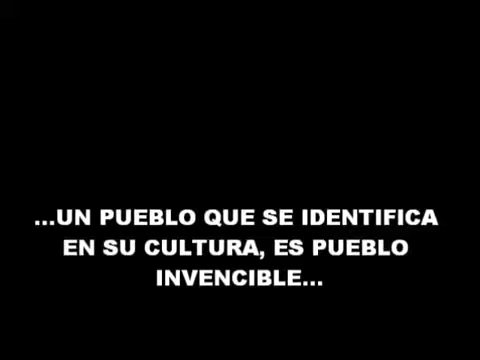 ...UN PUEBLO QUE SE IDENTIFICA
EN SU CULTURA, ES PUEBLO
INVENCIBLE...